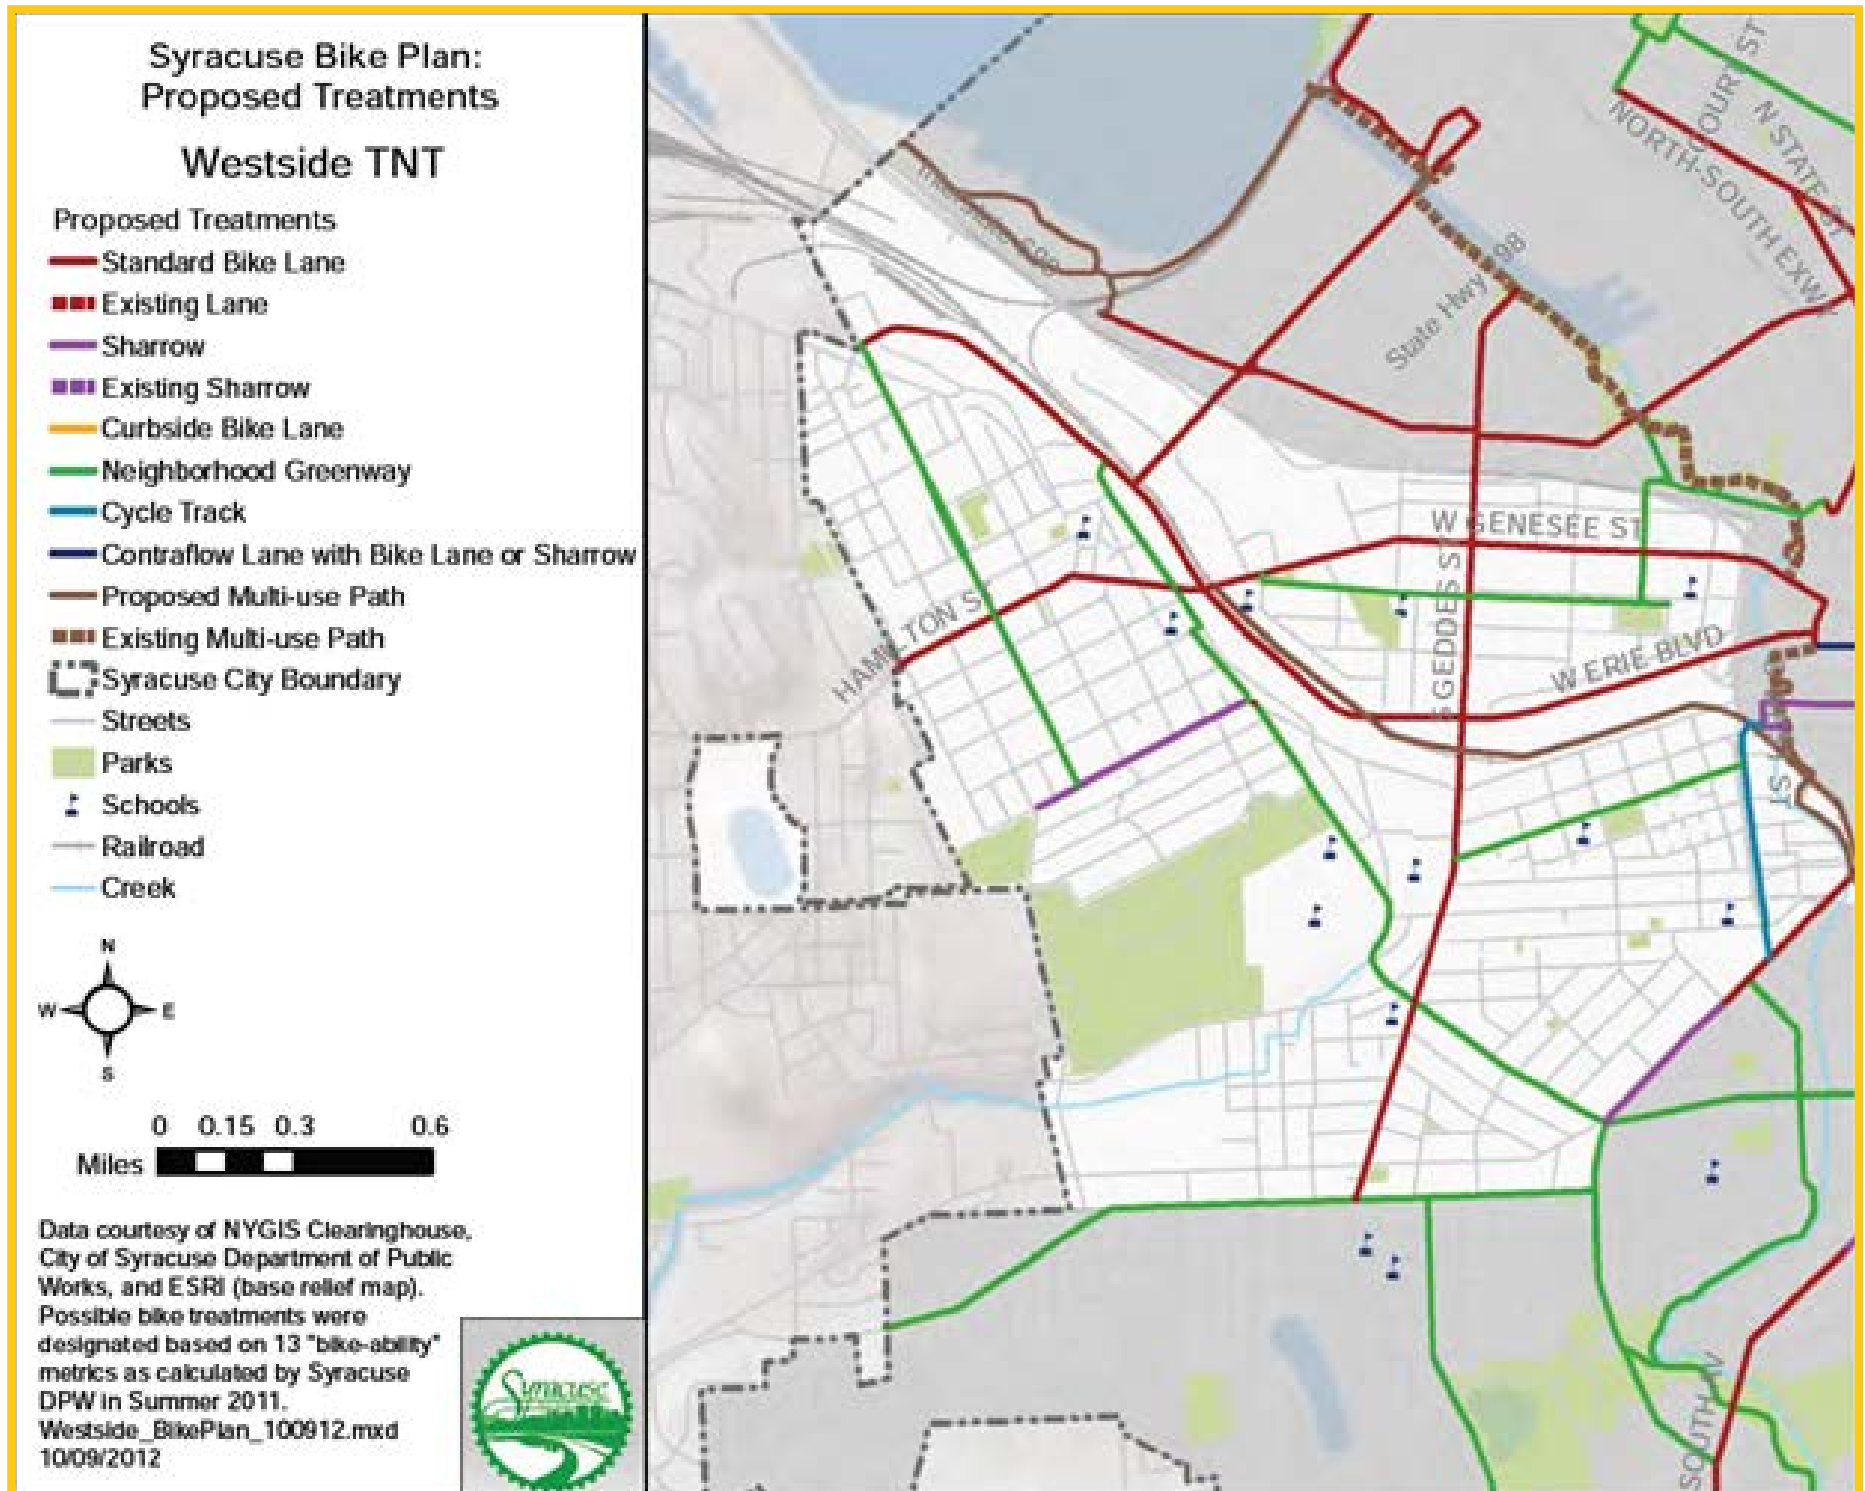 Syracuse Bike Plan:
Proposed Treatments
Westside TNT
Proposed Treatments
Standard Bike Lane
Existing Lane
Sharrow
Existing Sharrow
Curbside Bike Lane
Neighborhood Greenway
Cycle Track
Contraflow Lane with Bike Lane or Sharrow
Proposed Multi-use Path
Existing Multi-use Path
Syracuse City Boundary
Streets
Parks
Schools
Railroad
Creek
N
W E
S
0 0.15 0.3 0.6
Miles
Data courtesy of NYGIS Clearinghouse,
City of Syracuse Department of Public
Works, and ESRI (base relief map).
Possible bike treatments were
designated based on 13 "bike-ability"
metrics as calculated by Syracuse
DPW in Summer 2011.
Westside_BikePlan_100912.mxd
10/09/2012
Syracuse
NORTH-SOUTH EXWY
N STATE ST
ST
State Hwy 298
W GENESEE ST
S GEDDES ST
W ERIE BLVD
ST
SOUTH AV